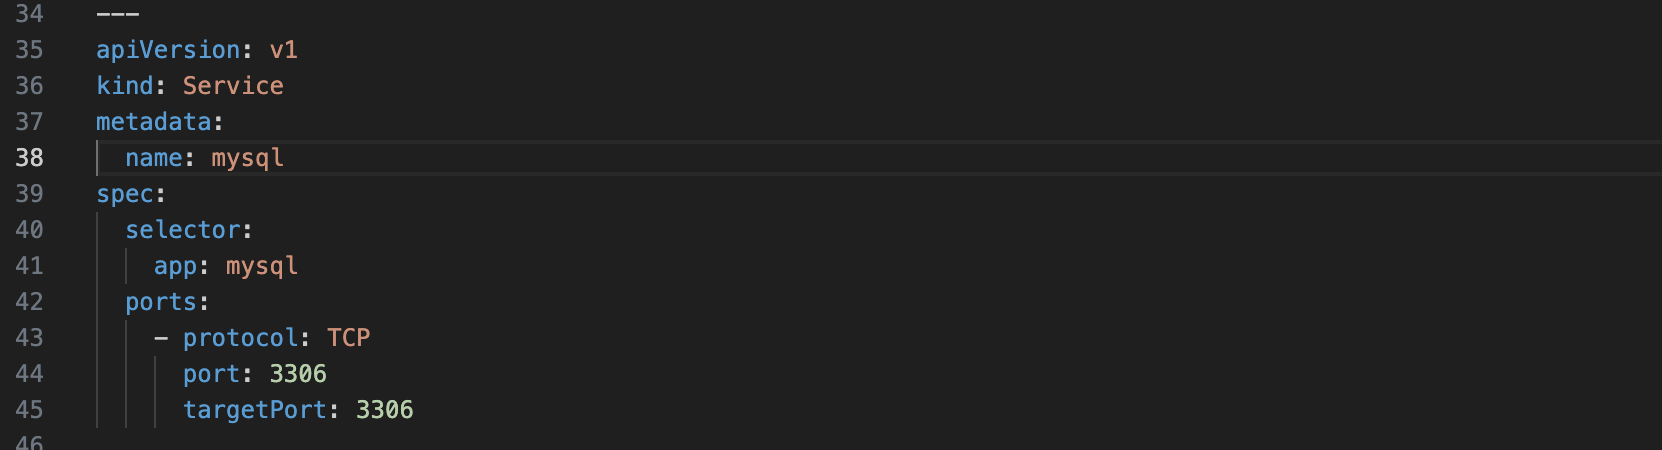 34 ---
35 apiVersion: v1
36 kind: Service
37 metadata:
38   name: mysql
39 spec:
40   selector:
41     app: mysql
42   ports:
43     - protocol: TCP
44       port: 3306
45       targetPort: 3306
46